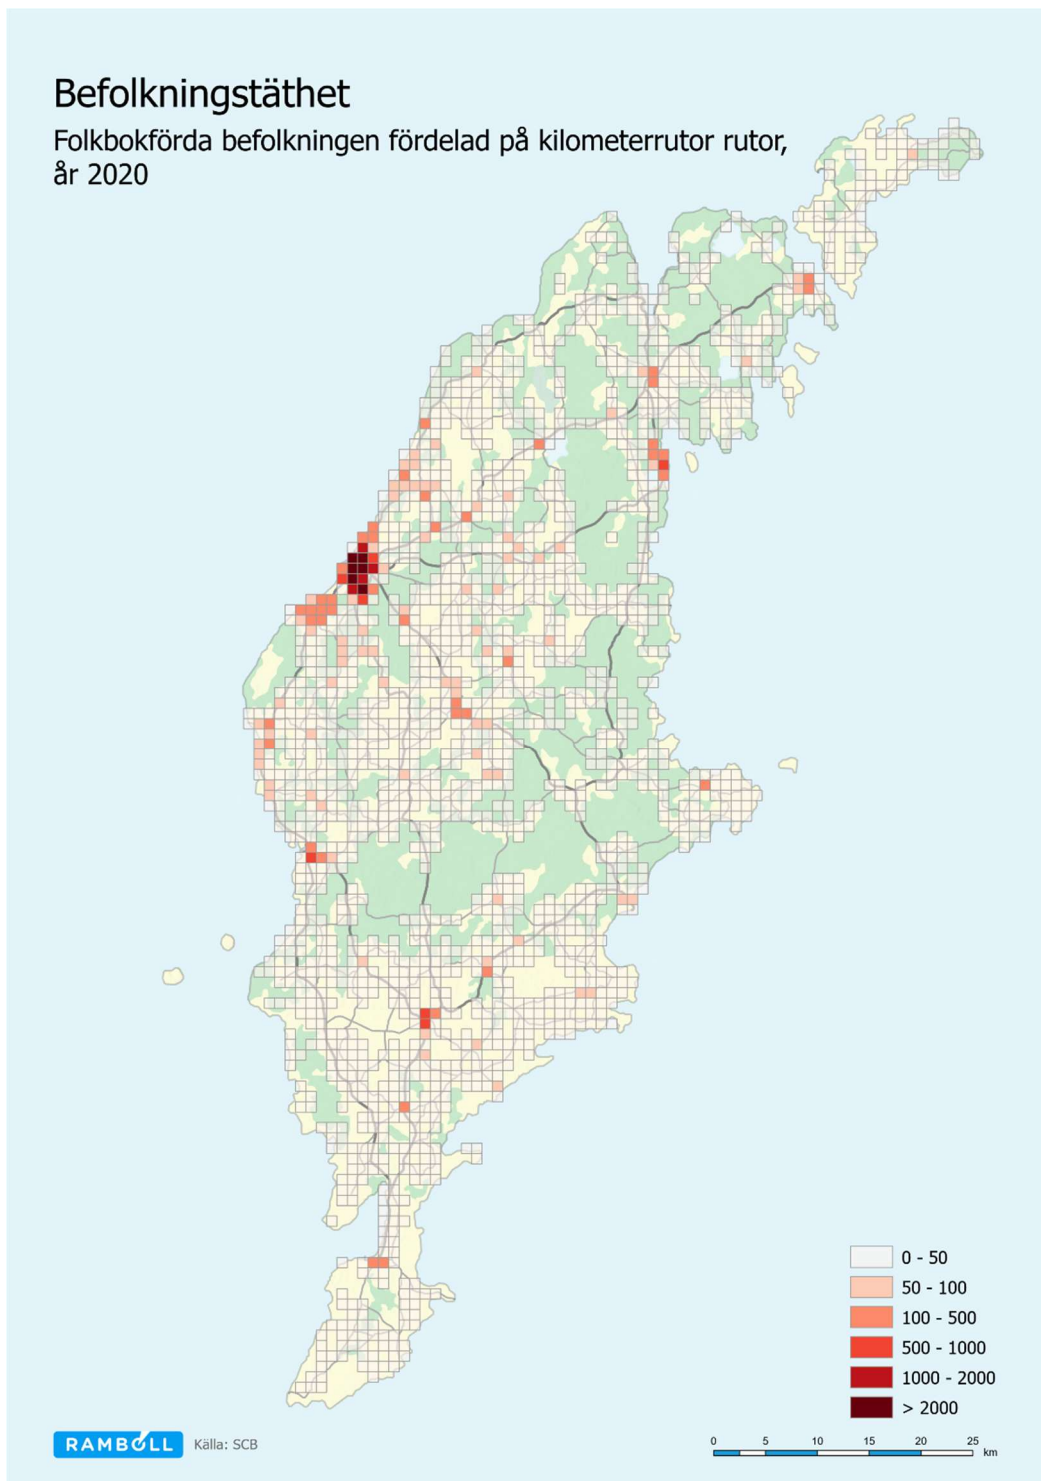 Befolkningstäthet
Folkbokförda befolkningen fördelad på kilometerrutor rutor,
år 2020
0 - 50
50 - 100
100 - 500
500 - 1000
1000 - 2000
> 2000
RAMBOLL Källa: SCB
0 5 10 15 20 25
km